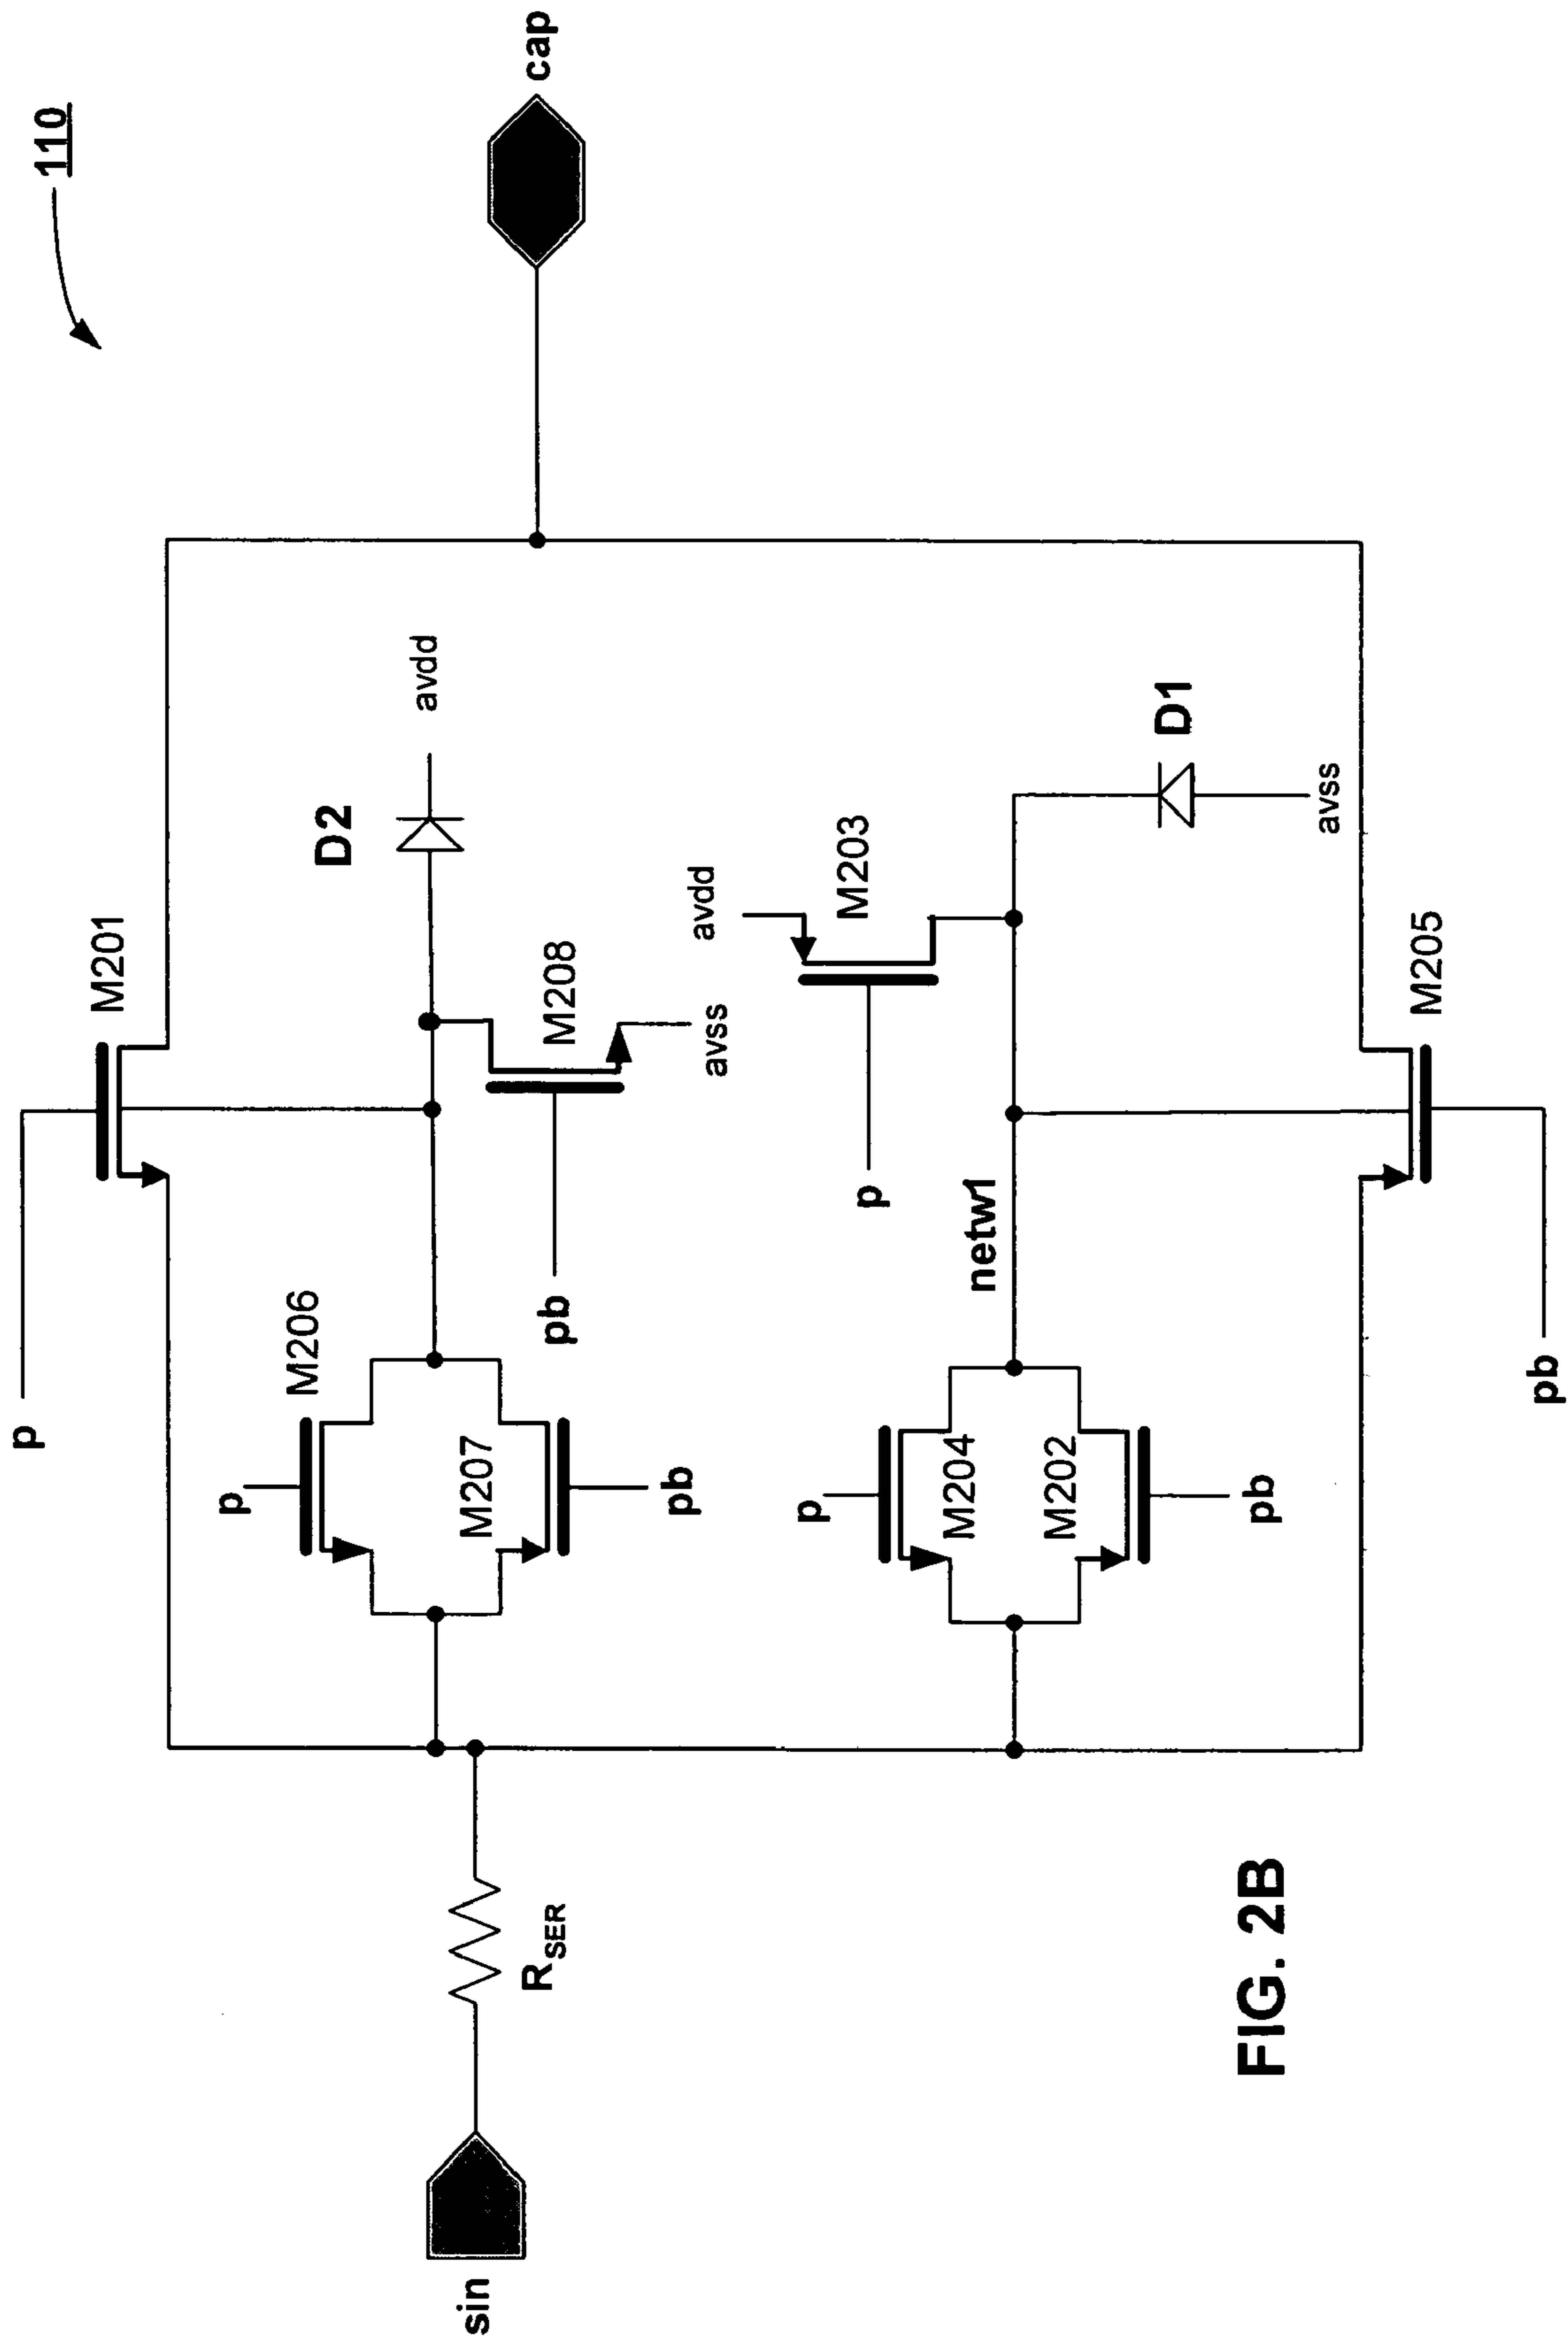 110
cap
p
M201
avdd
D2
M206
p
M207
pb
M208
avss
pb
avdd
M203
p
netw1
D1
avss
p
M204
M202
pb
M205
pb
sin
RSER
FIG. 2B